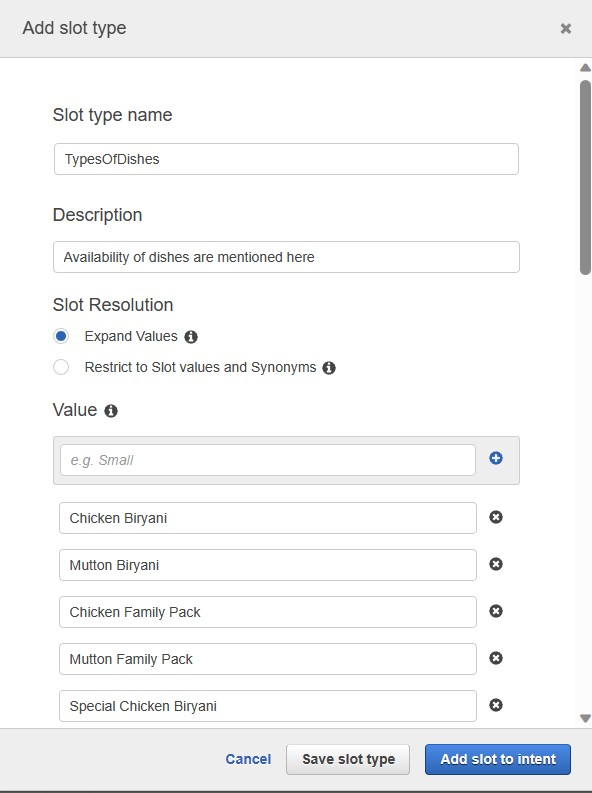 Add slot type
Slot type name
TypesOfDishes
Description
Availability of dishes are mentioned here
Slot Resolution
Expand Values
Restrict to Slot values and Synonyms
Value
e.g. Small
Chicken Biryani
Mutton Biryani
Chicken Family Pack
Mutton Family Pack
Special Chicken Biryani
Cancel Save slot type Add slot to intent